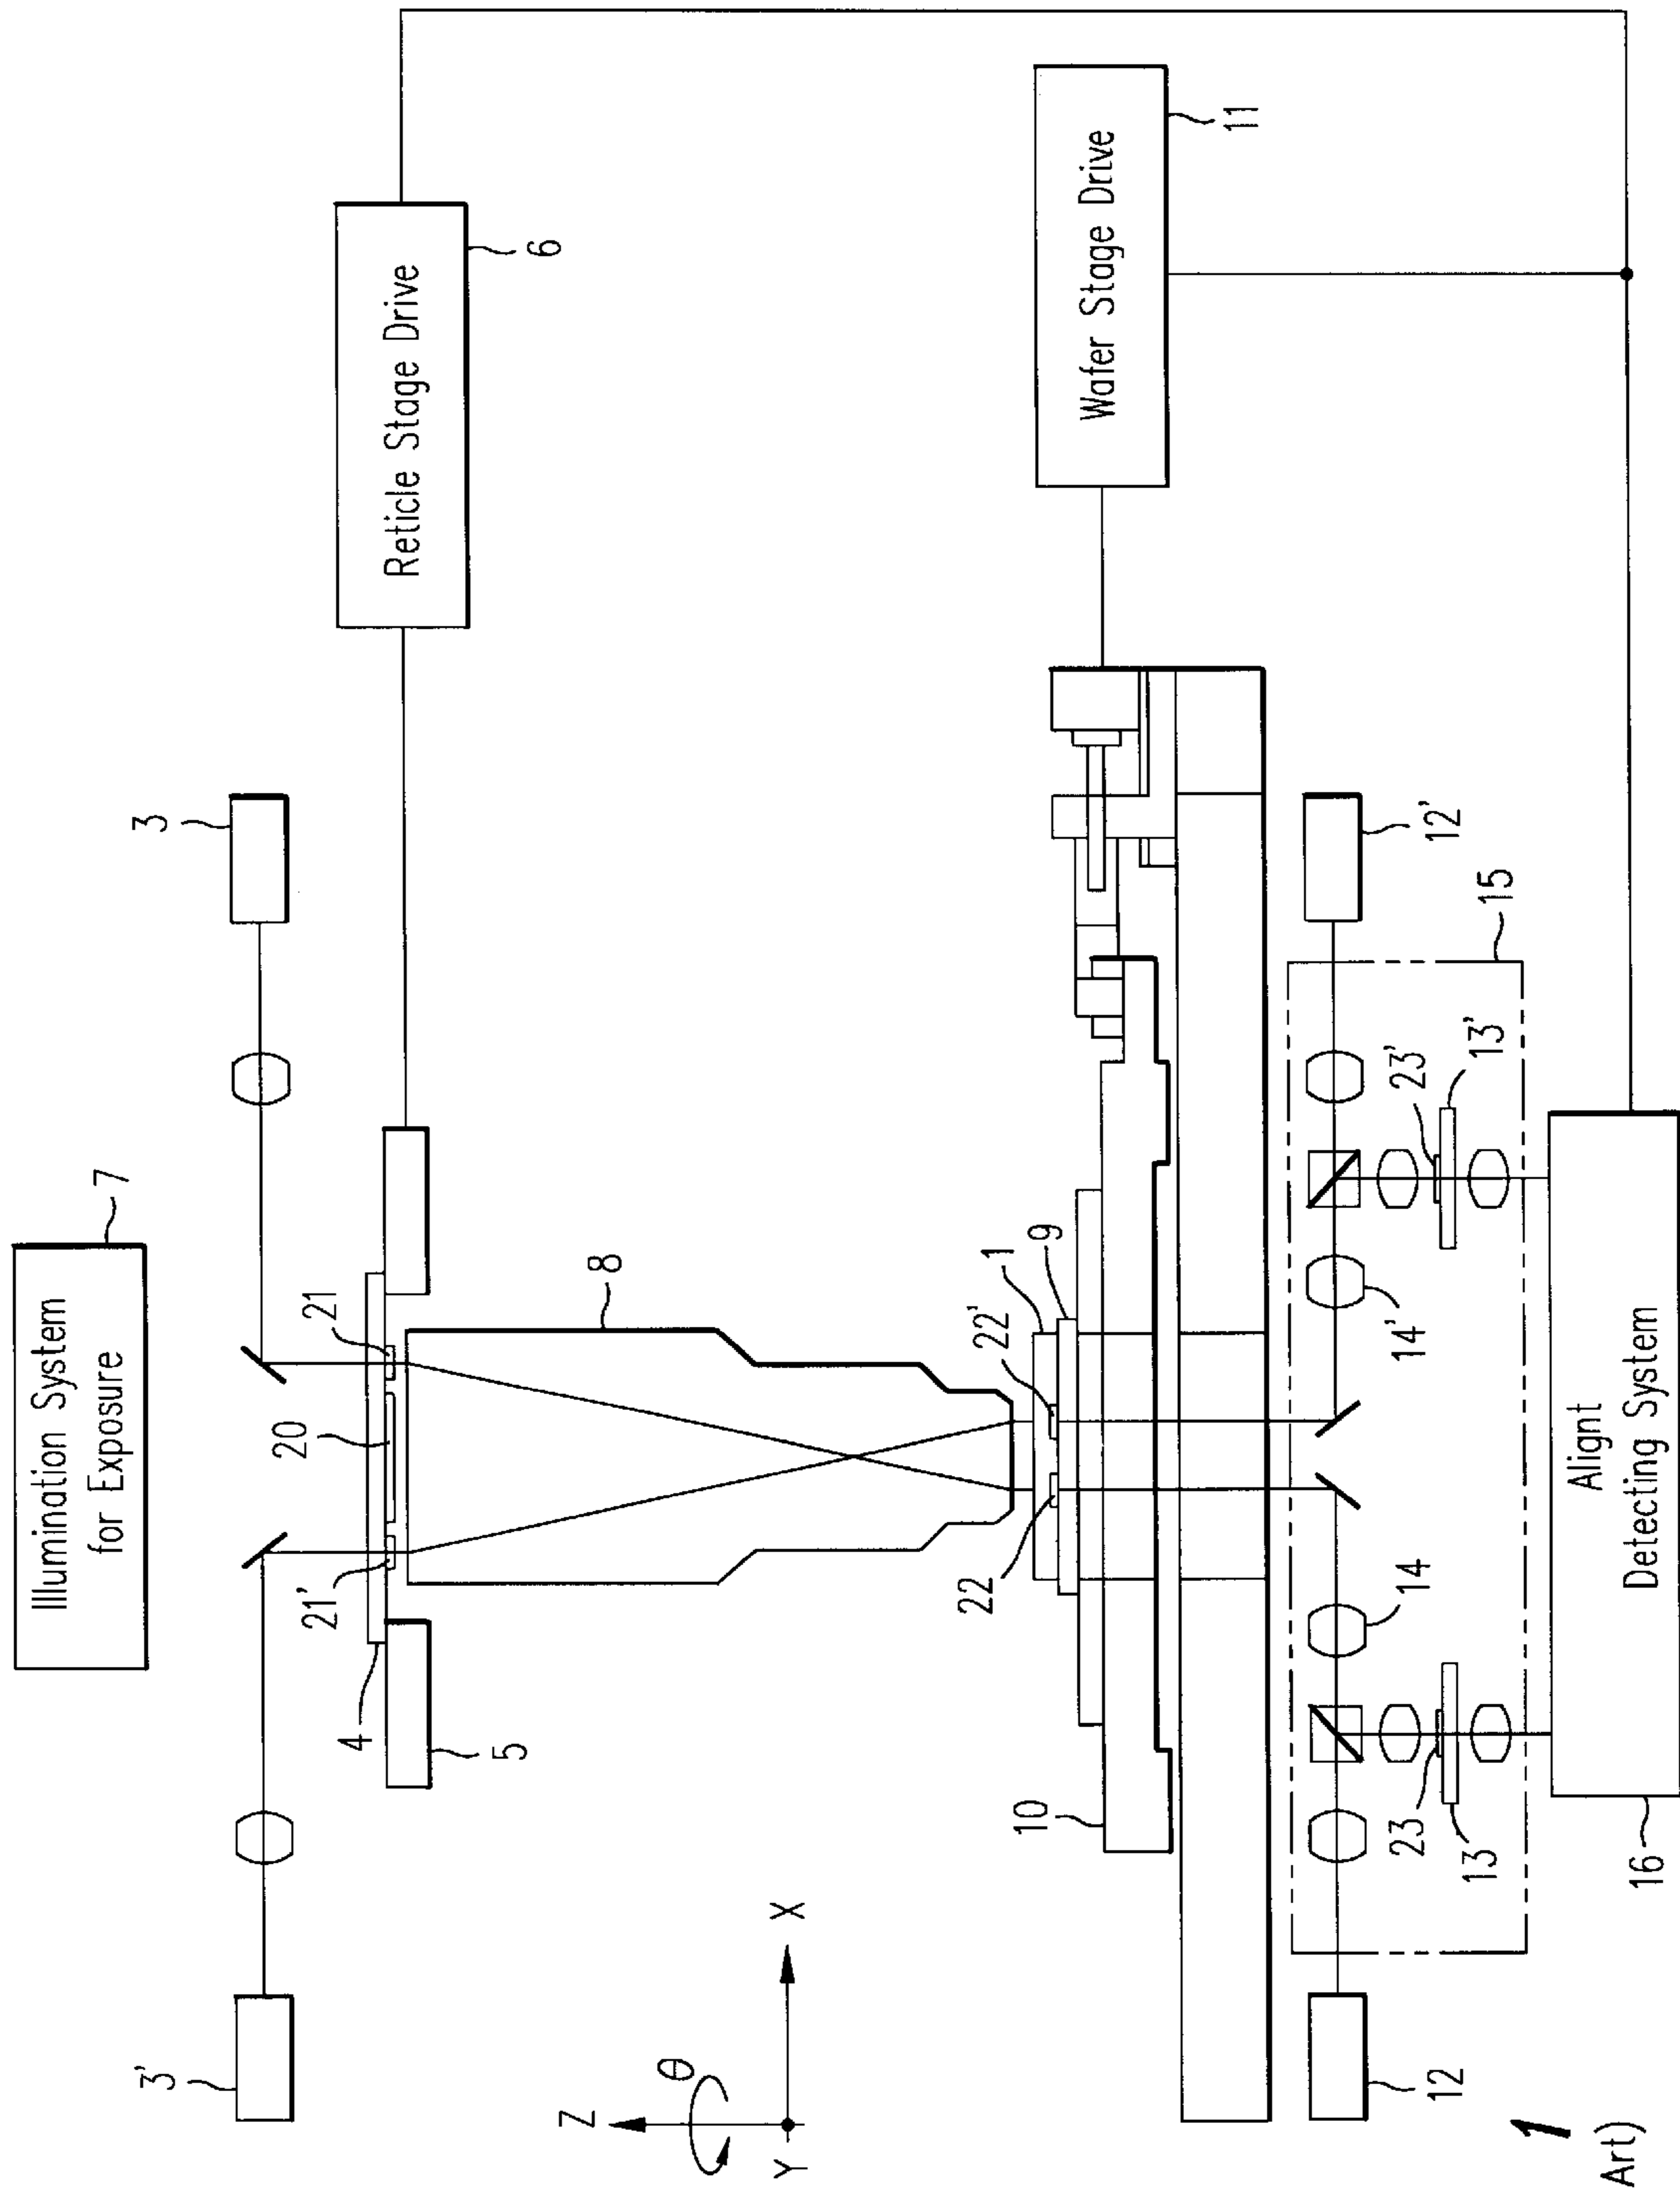 Illumination System
for Exposure
7
3'
3
Reticle Stage Drive
6
21'
20
21
4
5
8
Z
θ
Y
X
22
22'
1
9
10
Wafer Stage Drive
11
12
12'
14
14'
15
23
13
23'
13'
16
Alignt
Detecting System
1
Art)